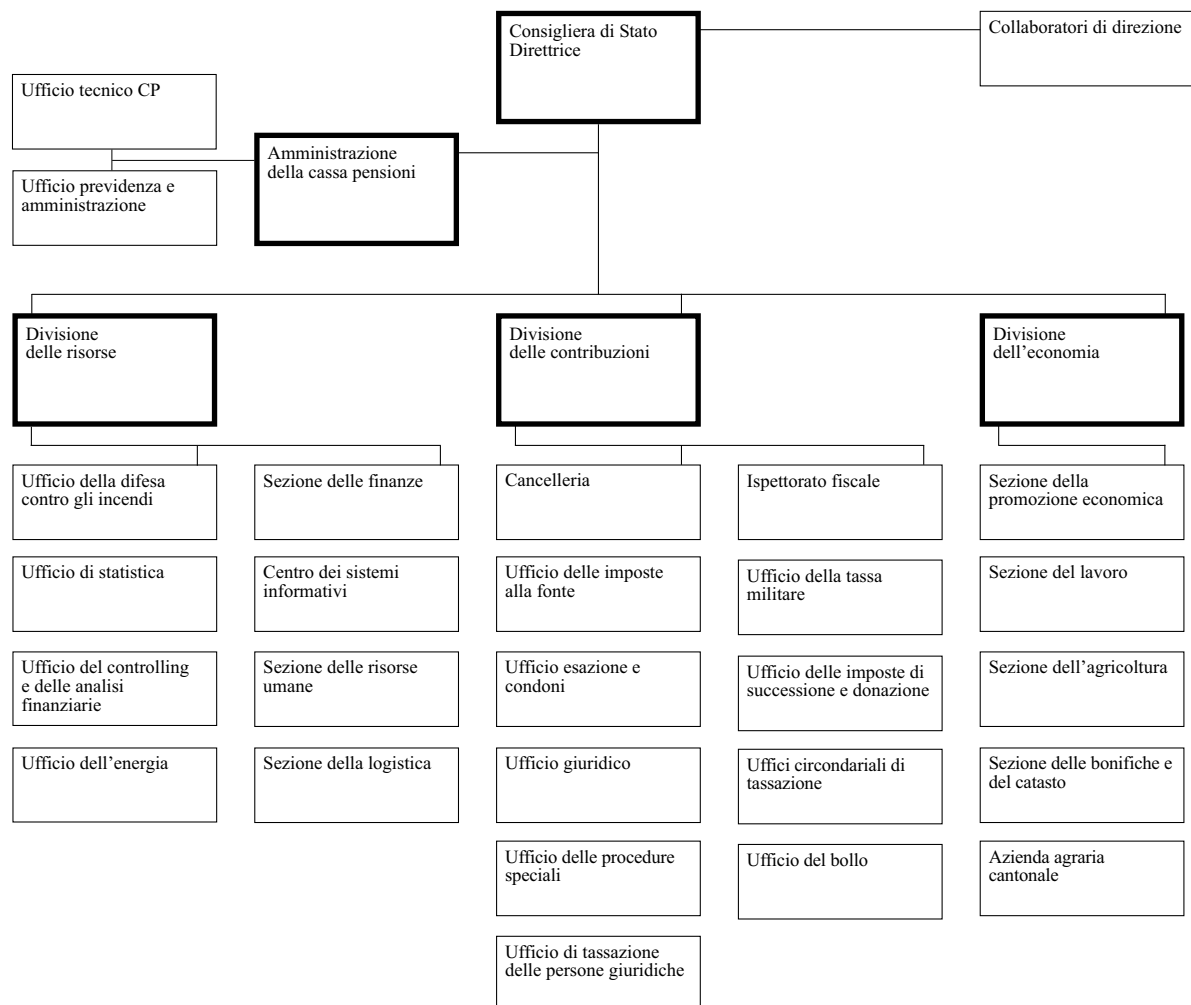 Consigliera di Stato
Direttrice
Collaboratori di direzione
Ufficio tecnico CP
Amministrazione
della cassa pensioni
Ufficio previdenza e
amministrazione
Divisione
delle risorse
Divisione
delle contribuzioni
Divisione
dell'economia
Ufficio della difesa
contro gli incendi
Sezione delle finanze
Cancelleria
Ispettorato fiscale
Sezione della
promozione economica
Ufficio di statistica
Centro dei sistemi
informativi
Ufficio delle imposte
alla fonte
Ufficio della tassa
militare
Sezione del lavoro
Ufficio del controlling
e delle analisi
finanziarie
Sezione delle risorse
umane
Ufficio esazione e
condoni
Ufficio delle imposte di
successione e donazione
Sezione dell'agricoltura
Ufficio dell'energia
Sezione della logistica
Ufficio giuridico
Uffici circondariali di
tassazione
Sezione delle bonifiche e
del catasto
Ufficio delle procedure
speciali
Ufficio del bollo
Azienda agraria
cantonale
Ufficio di tassazione
delle persone giuridiche